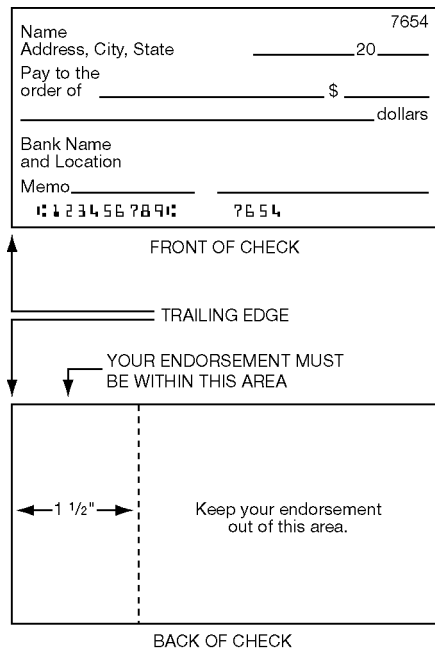 7654
Name
Address, City, State 20
Pay to the
order of $
dollars
Bank Name
and Location
Memo
⑆123456789⑆ 7654
FRONT OF CHECK
TRAILING EDGE
YOUR ENDORSEMENT MUST
BE WITHIN THIS AREA
1 1/2"
Keep your endorsement
out of this area.
BACK OF CHECK